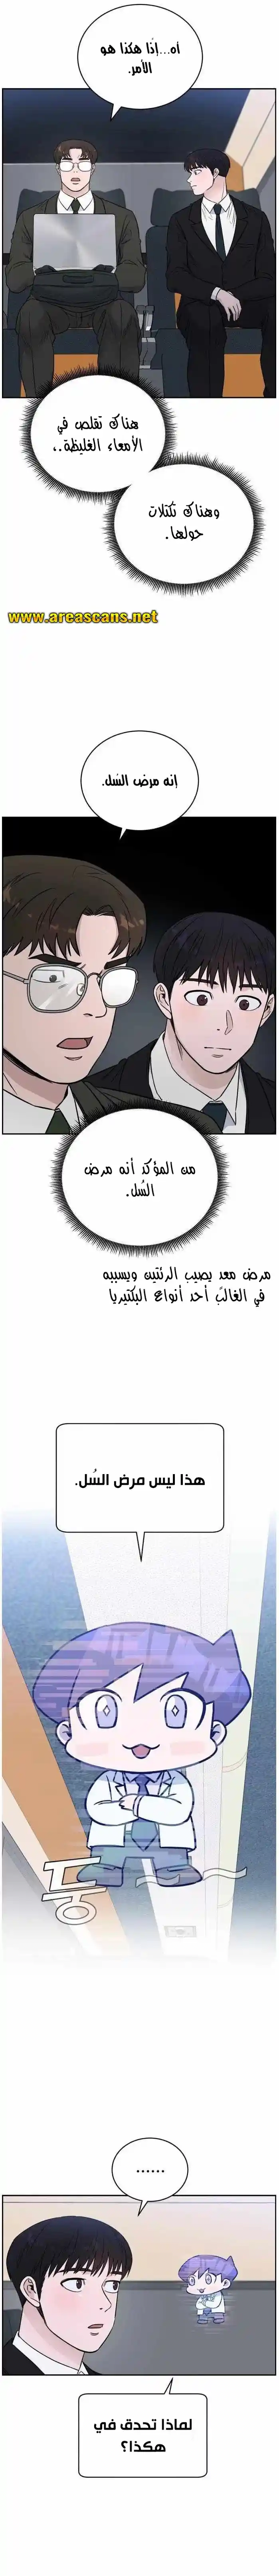 آه...إذًا هكذا هو
الأمر.
هناك تقلص في
الأمعاء الغليظة.،
وهناك تكتلات
حولها.
www.areascans.net
إنه مرض السُل.
من المؤكد أنه مرض
السُل.
مرض معد يصيب الرئتين ويسببه
في الغالب أحد أنواع البكتيريا
هذا ليس مرض السُل.
둥
......
لماذا تحدق في
هكذا؟